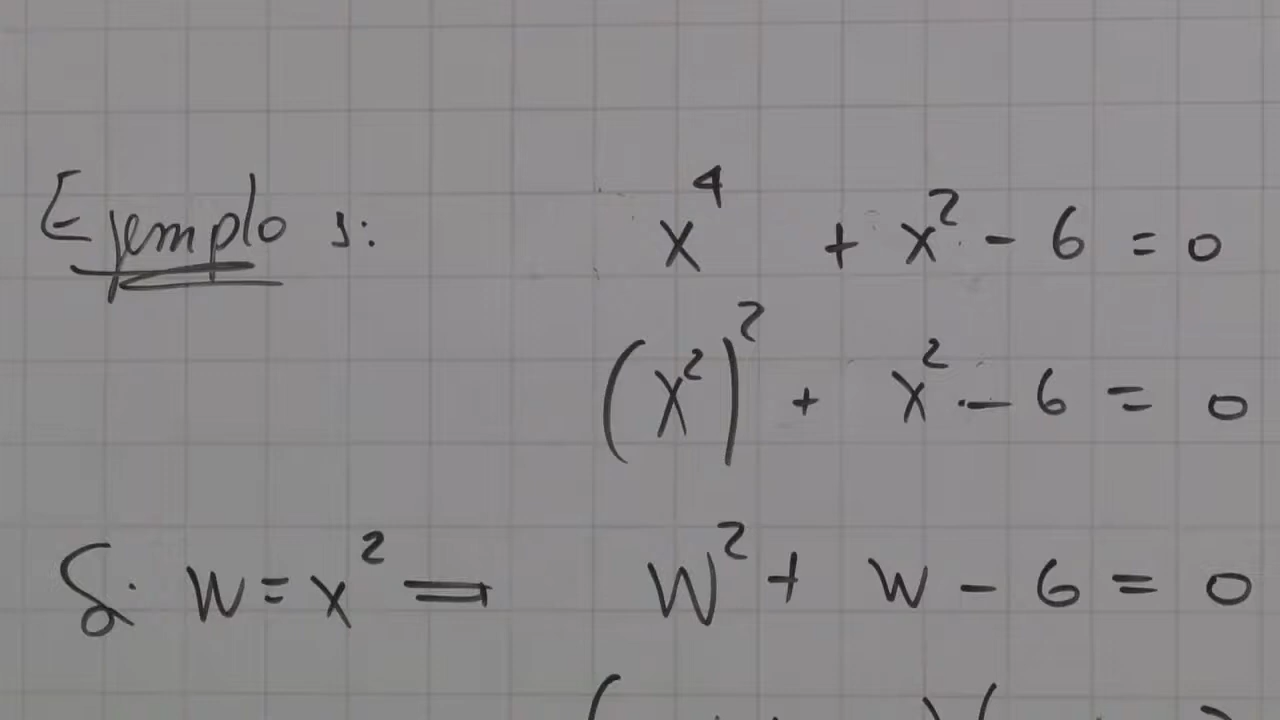 Ejemplo 1: x⁴ + x² - 6 = 0
(x²)² + x² - 6 = 0
Si w = x² ⇒ w² + w - 6 = 0